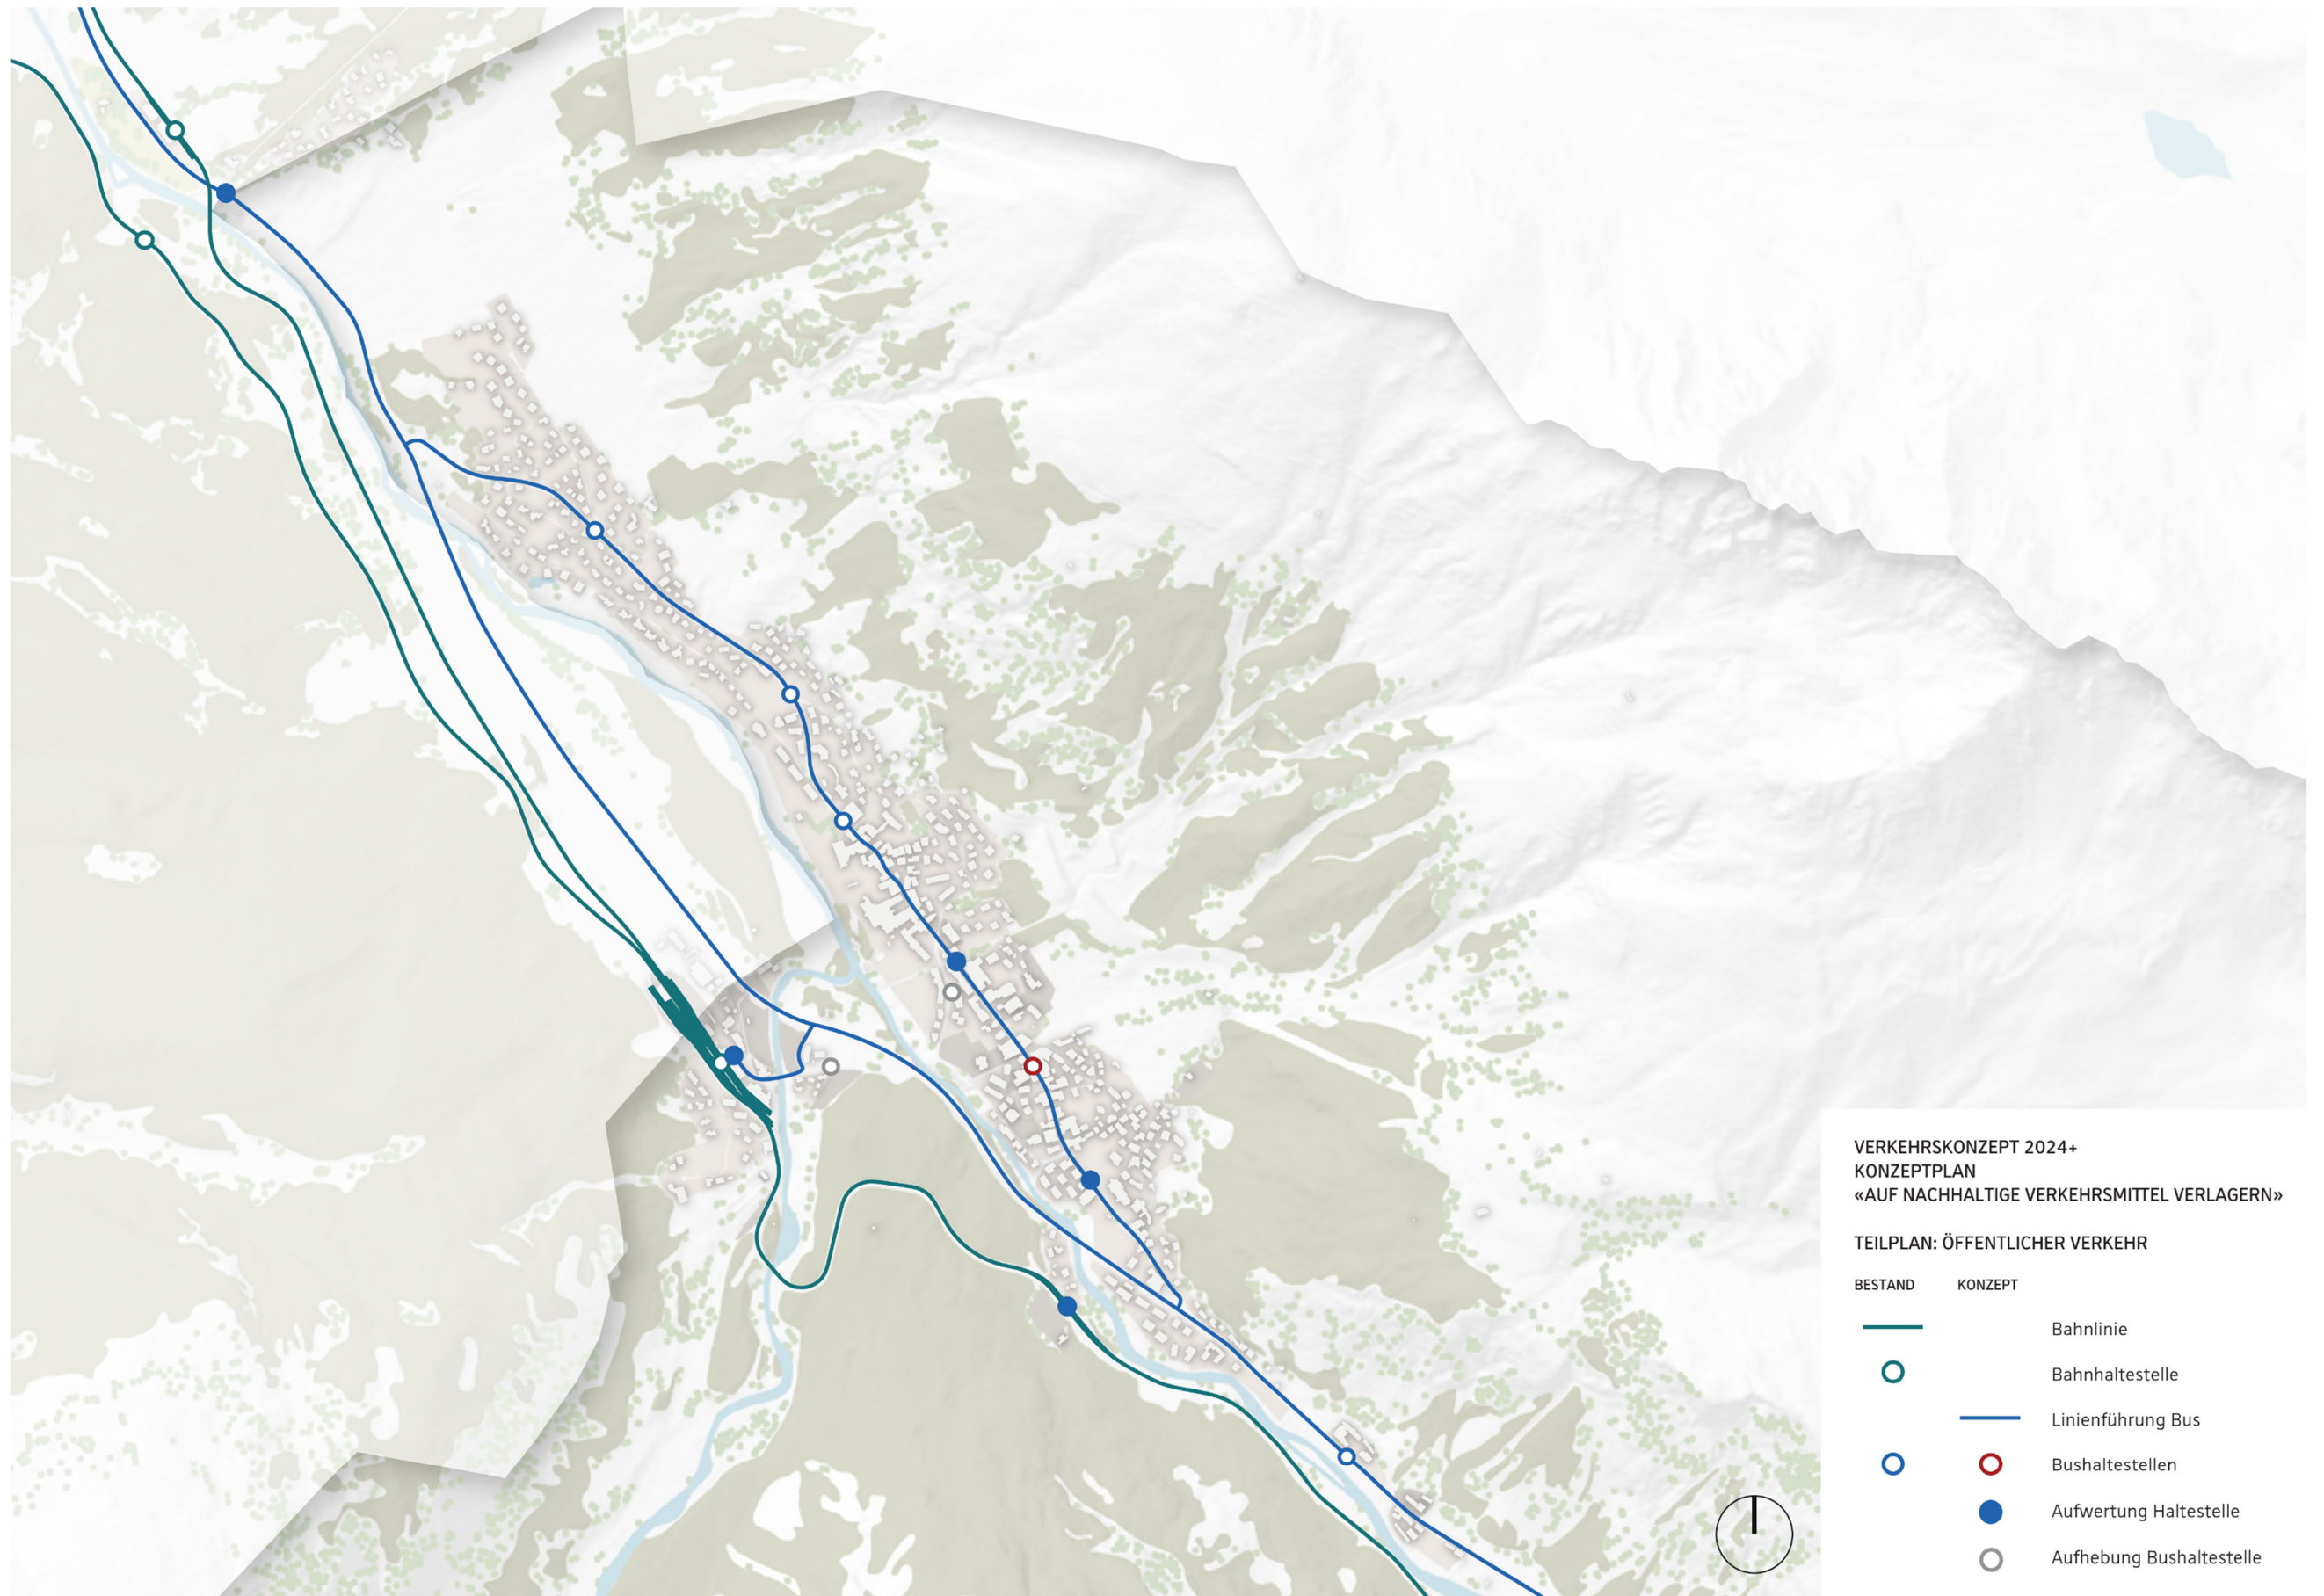 VERKEHRSKONZEPT 2024+
KONZEPTPLAN
«AUF NACHHALTIGE VERKEHRSMITTEL VERLAGERN»
TEILPLAN: ÖFFENTLICHER VERKEHR
BESTAND KONZEPT
Bahnlinie
Bahnhaltestelle
Linienführung Bus
Bushaltestellen
Aufwertung Haltestelle
Aufhebung Bushaltestelle